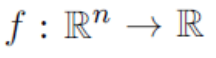 f : ℝⁿ → ℝ